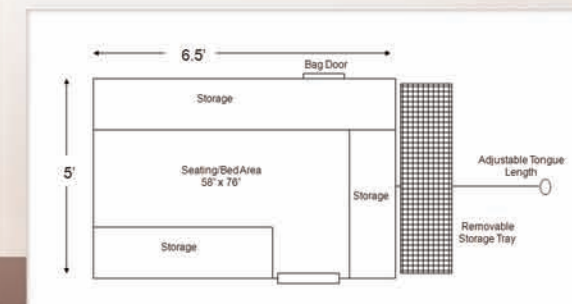 6.5'
Bag Door
Storage
5'
Seating/Bed Area
58" x 76"
Storage
Adjustable Tongue
Length
Storage
Removable
Storage Tray